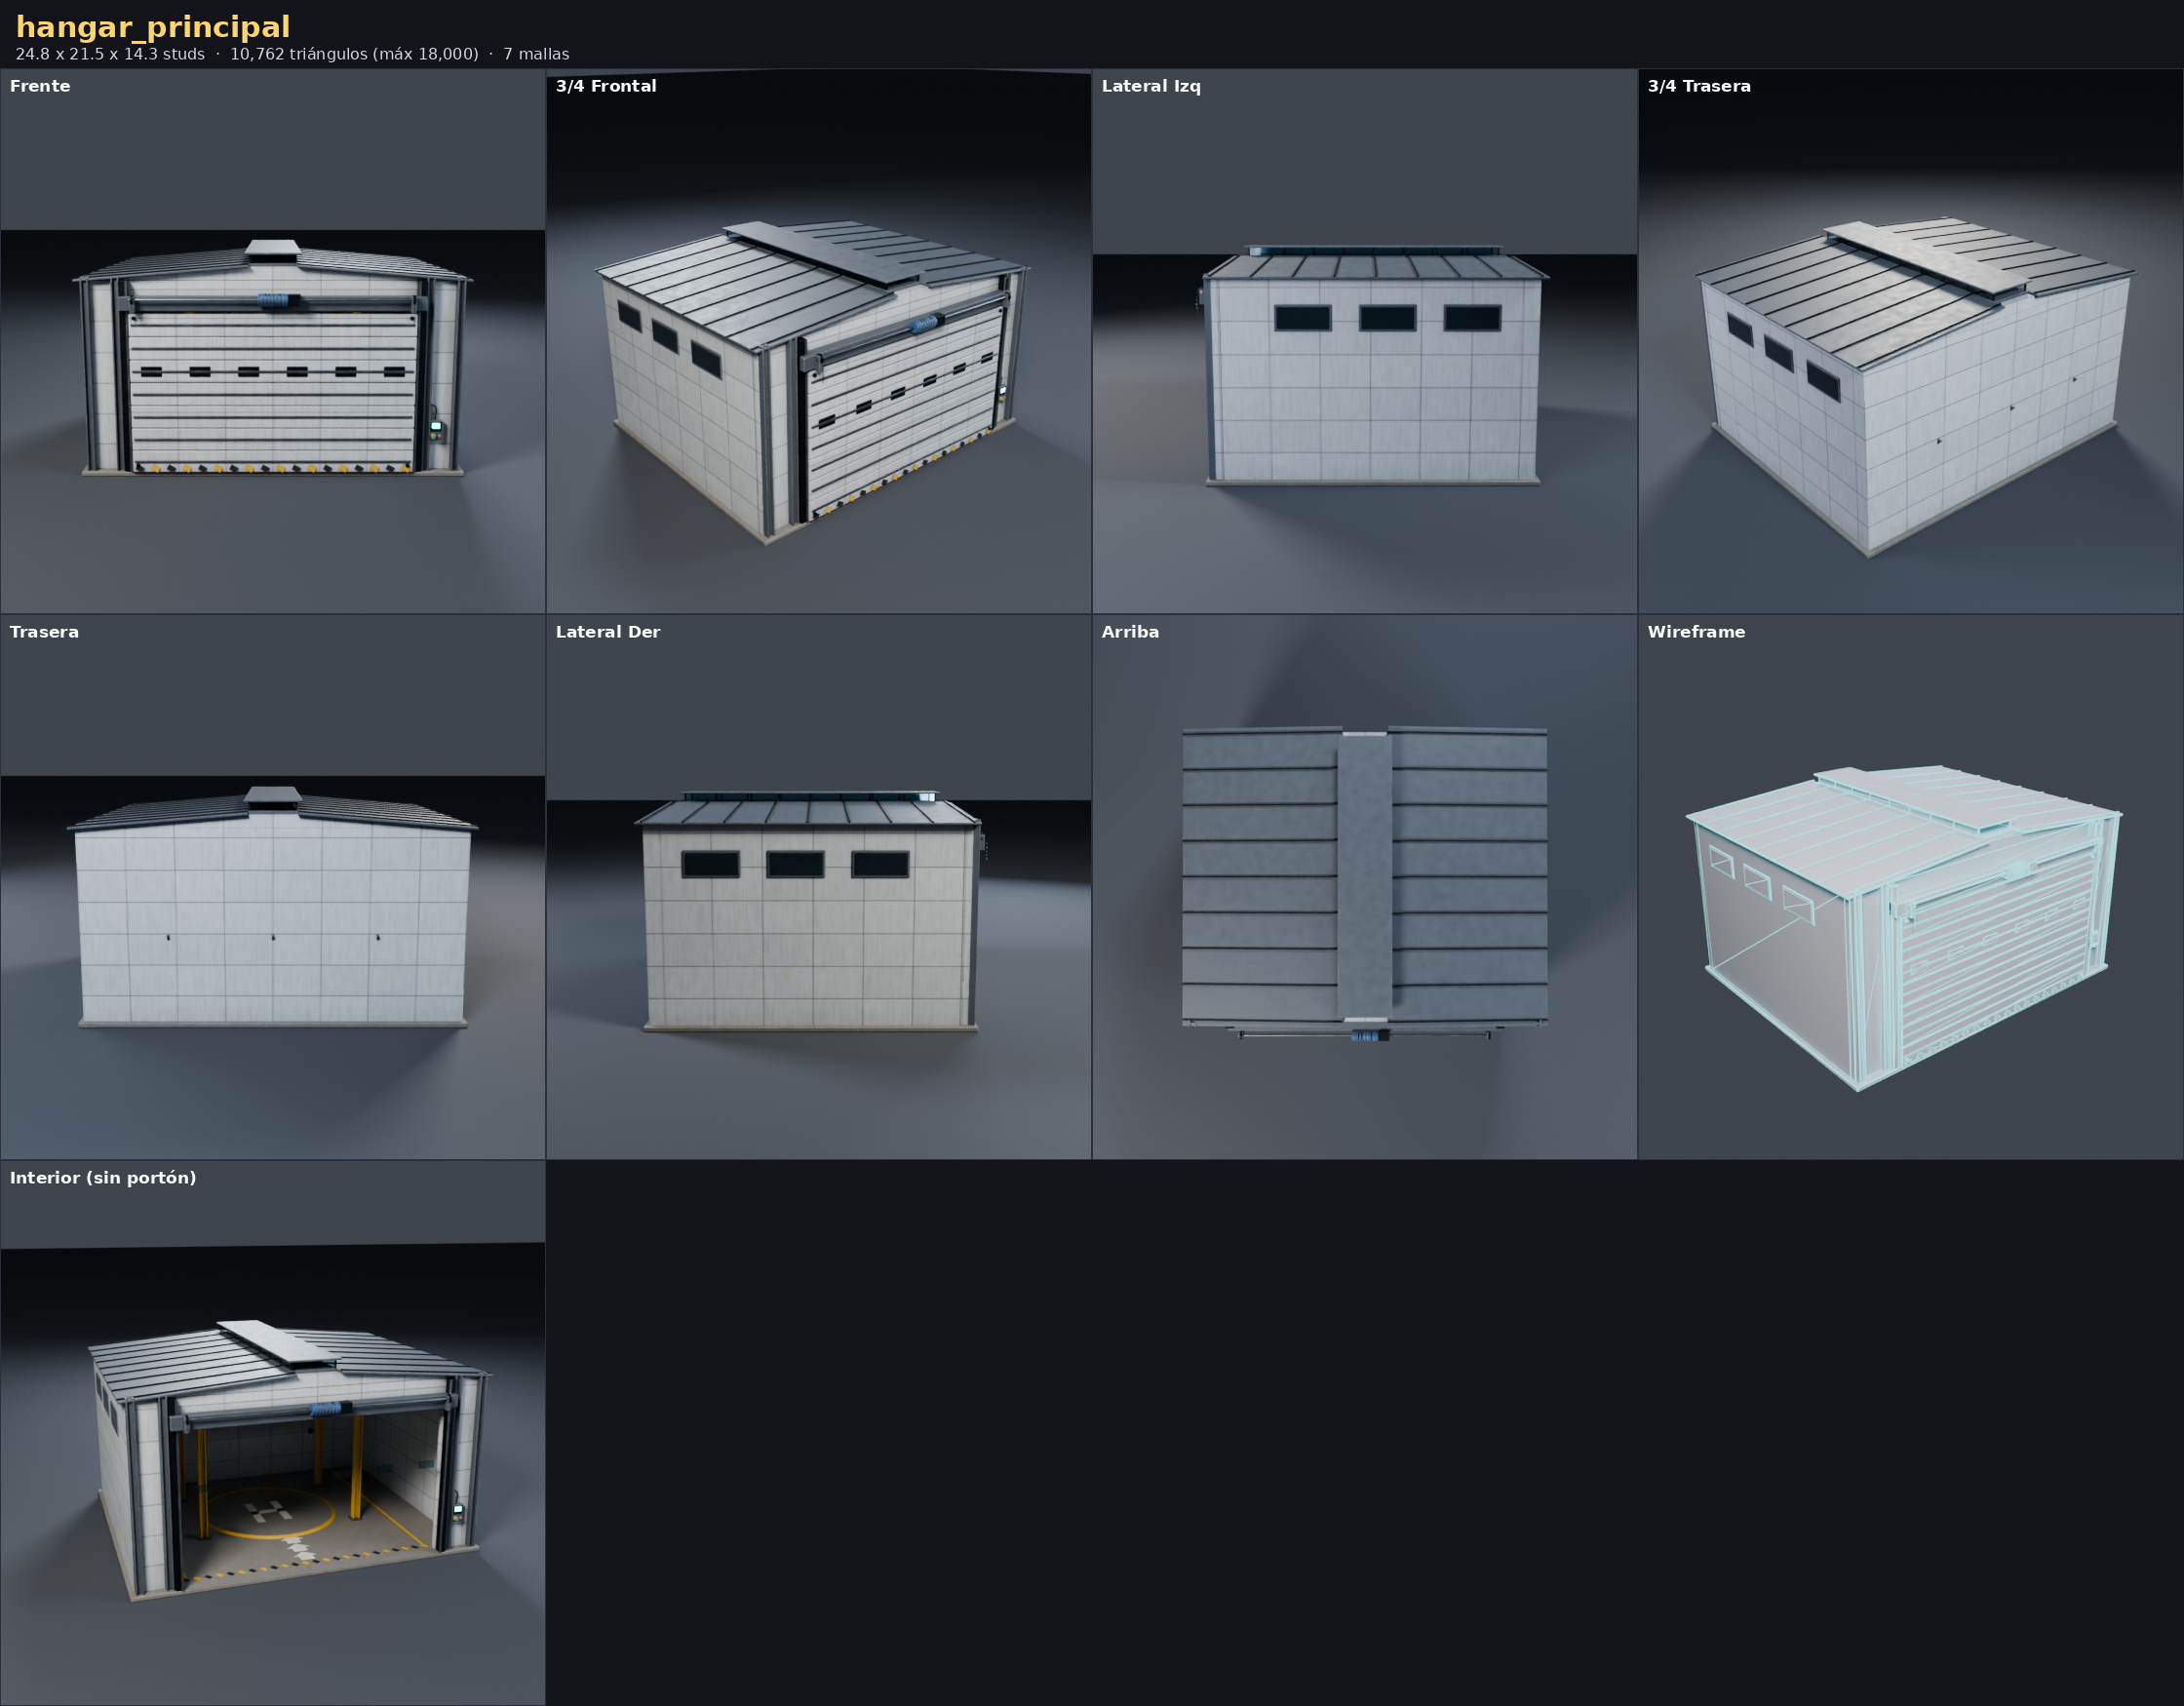 hangar_principal
24.8 x 21.5 x 14.3 studs · 10,762 triángulos (máx 18,000) · 7 mallas
Frente
3/4 Frontal
Lateral Izq
3/4 Trasera
Trasera
Lateral Der
Arriba
Wireframe
Interior (sin portón)
H